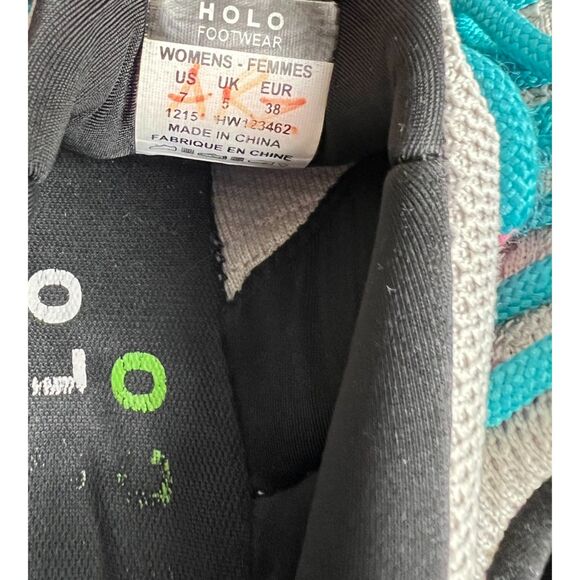 HOLO
FOOTWEAR
WOMENS - FEMMES
US UK EUR
7 5 38
1215 HW123462
MADE IN CHINA
FABRIQUE EN CHINE
O
L O